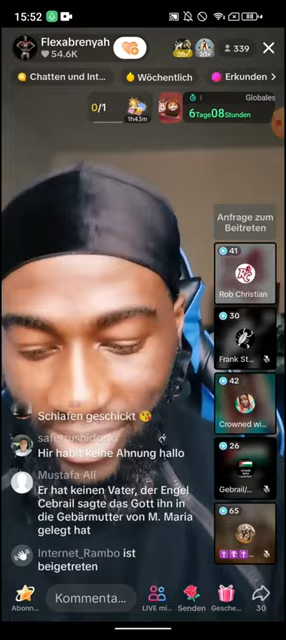 15:52
88
Flexabrenyah
54.6K
339
Chatten und Int...
Wöchentlich
Erkunden
0/1
1h43m
Globales
6Tage08Stunden
Anfrage zum
Beitreten
41
Rob Christian
30
Frank St...
42
Crowned wi...
26
Gebrail/...
65
Schlafen geschickt 😘
Hir habit keine Ahnung hallo
Mustafa Ali
Er hat keinen Vater, der Engel
Cebrail sagte das Gott ihn in
die Gebärmutter von M. Maria
gelegt hat
Internet_Rambo ist
beigetreten
Abonn...
Kommenta...
LIVE mi...
Senden
Gesche...
30